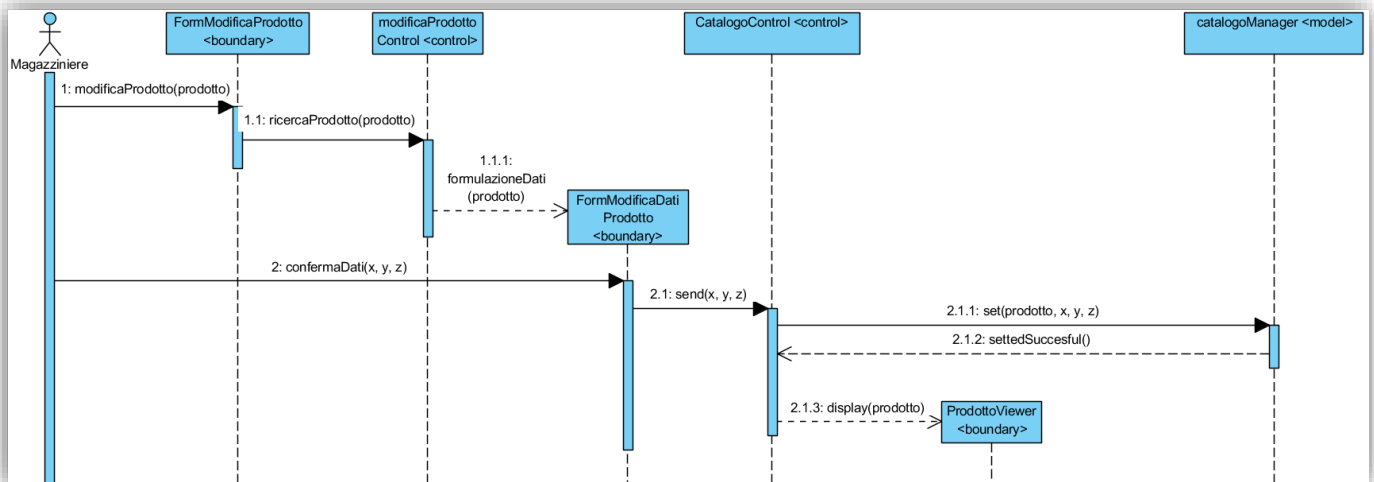 FormModificaProdotto
<boundary>
modificaProdotto
Control <control>
CatalogoControl <control>
catalogoManager <model>
Magazziniere
1: modificaProdotto(prodotto)
1.1: ricercaProdotto(prodotto)
1.1.1:
formulazioneDati
(prodotto)
FormModificaDati
Prodotto
<boundary>
2: confermaDati(x, y, z)
2.1: send(x, y, z)
2.1.1: set(prodotto, x, y, z)
2.1.2: settedSuccesful()
2.1.3: display(prodotto)
ProdottoViewer
<boundary>